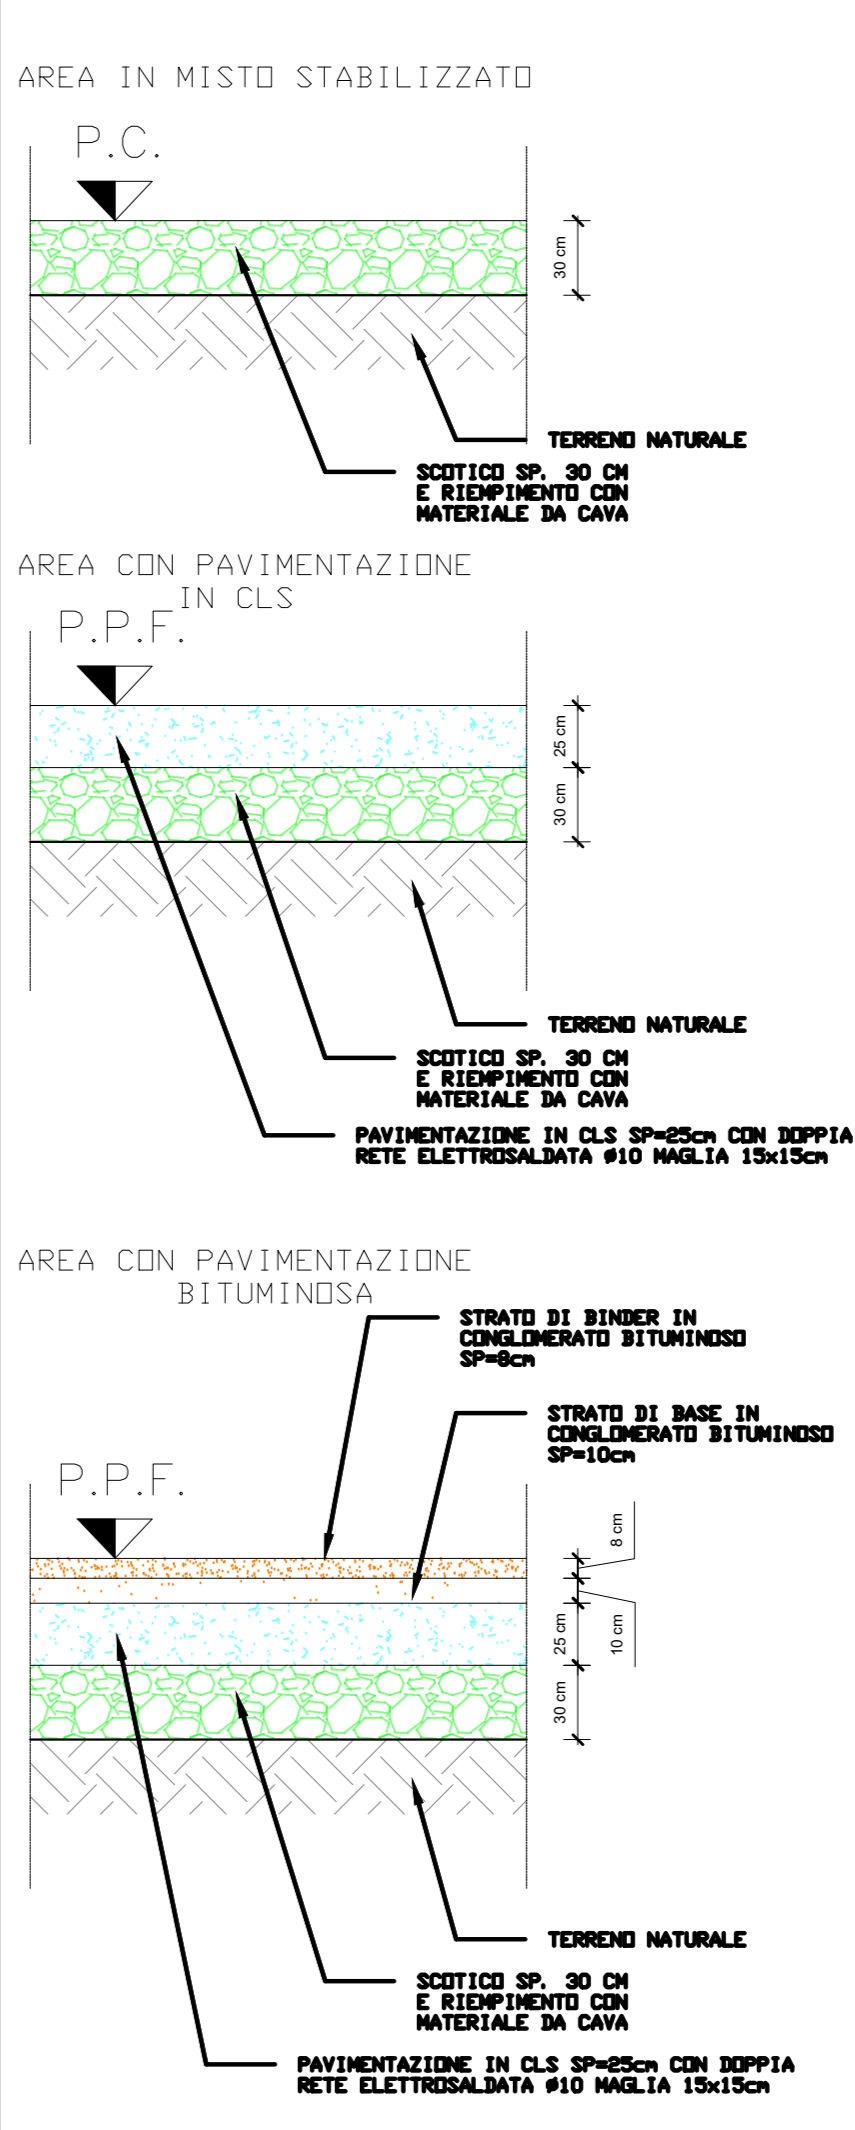 AREA IN MISTO STABILIZZATO
P.C.
30 cm
TERRENO NATURALE
SCOTICO SP. 30 CM
E RIEMPIMENTO CON
MATERIALE DA CAVA
AREA CON PAVIMENTAZIONE
IN CLS
P.P.F.
25 cm
30 cm
TERRENO NATURALE
SCOTICO SP. 30 CM
E RIEMPIMENTO CON
MATERIALE DA CAVA
PAVIMENTAZIONE IN CLS SP=25cm CON DOPPIA
RETE ELETTROSALDATA ø10 MAGLIA 15x15cm
AREA CON PAVIMENTAZIONE
BITUMINOSA
STRATO DI BINDER IN
CONGLOMERATO BITUMINOSO
SP=8cm
STRATO DI BASE IN
CONGLOMERATO BITUMINOSO
SP=10cm
P.P.F.
8 cm
10 cm
25 cm
30 cm
TERRENO NATURALE
SCOTICO SP. 30 CM
E RIEMPIMENTO CON
MATERIALE DA CAVA
PAVIMENTAZIONE IN CLS SP=25cm CON DOPPIA
RETE ELETTROSALDATA ø10 MAGLIA 15x15cm